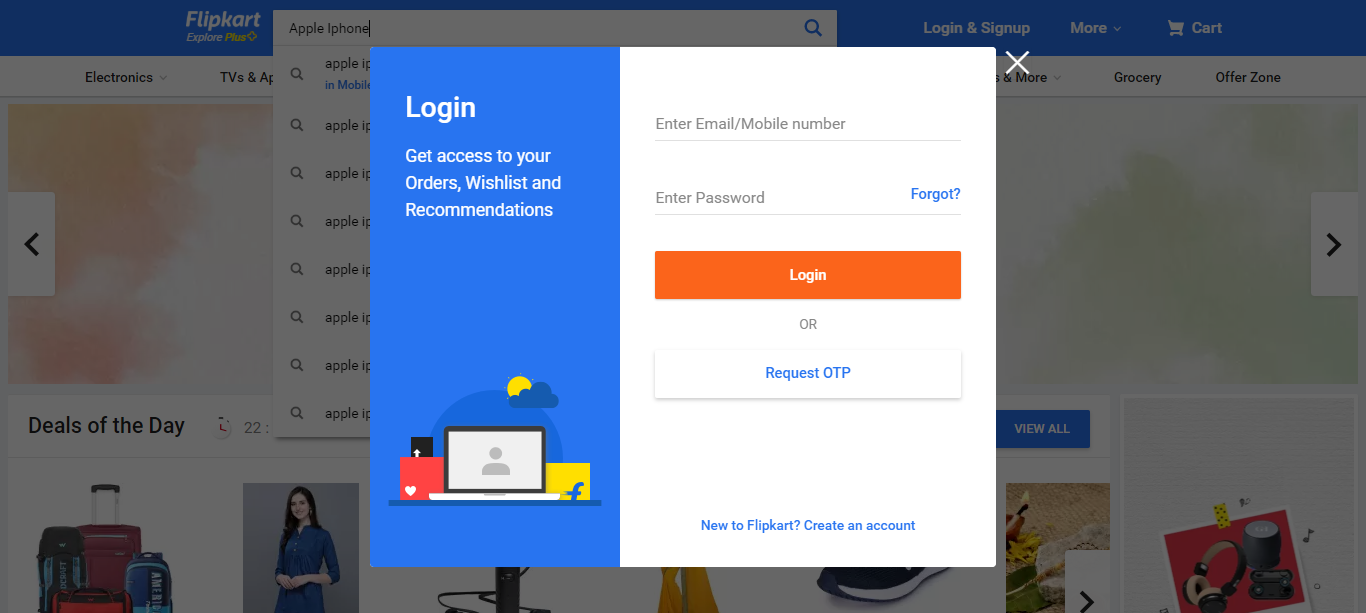 Flipkart
Explore Plus
Apple Iphone
Login & Signup
More
Cart
Electronics
TVs & Ap
s & More
Grocery
Offer Zone
apple ip
in Mobile
apple ip
apple ip
apple ip
apple ip
apple ip
apple ip
apple ip
Login
Get access to your
Orders, Wishlist and
Recommendations
Enter Email/Mobile number
Enter Password
Forgot?
Login
OR
Request OTP
New to Flipkart? Create an account
Deals of the Day
22 :
VIEW ALL